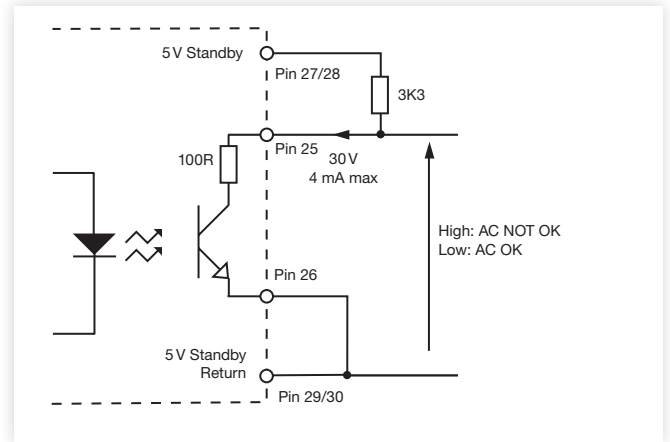 5 V Standby
Pin 27/28
3K3
Pin 25
100R
30 V
4 mA max
High: AC NOT OK
Low: AC OK
Pin 26
5 V Standby
Return
Pin 29/30